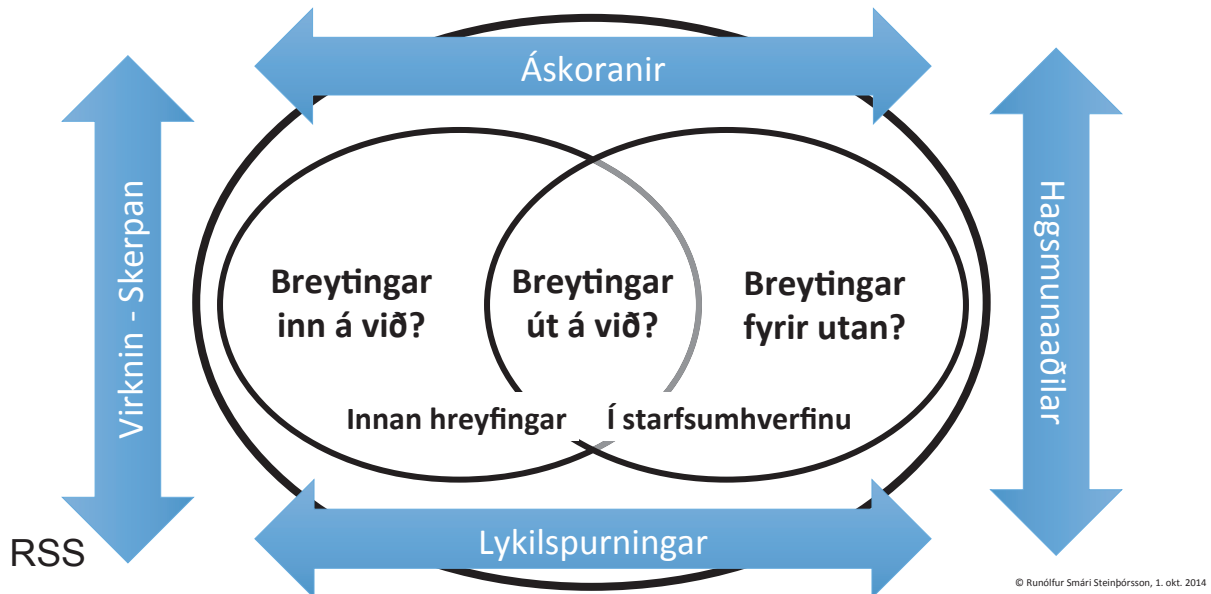 Áskoranir
Virknin - Skerpan
Hagsmunaaðilar
Breytingar
inn á við?
Breytingar
út á við?
Breytingar
fyrir utan?
Innan hreyfingar
Í starfsumhverfinu
Lykilspurningar
RSS
© Runólfur Smári Steinþórsson, 1. okt. 2014